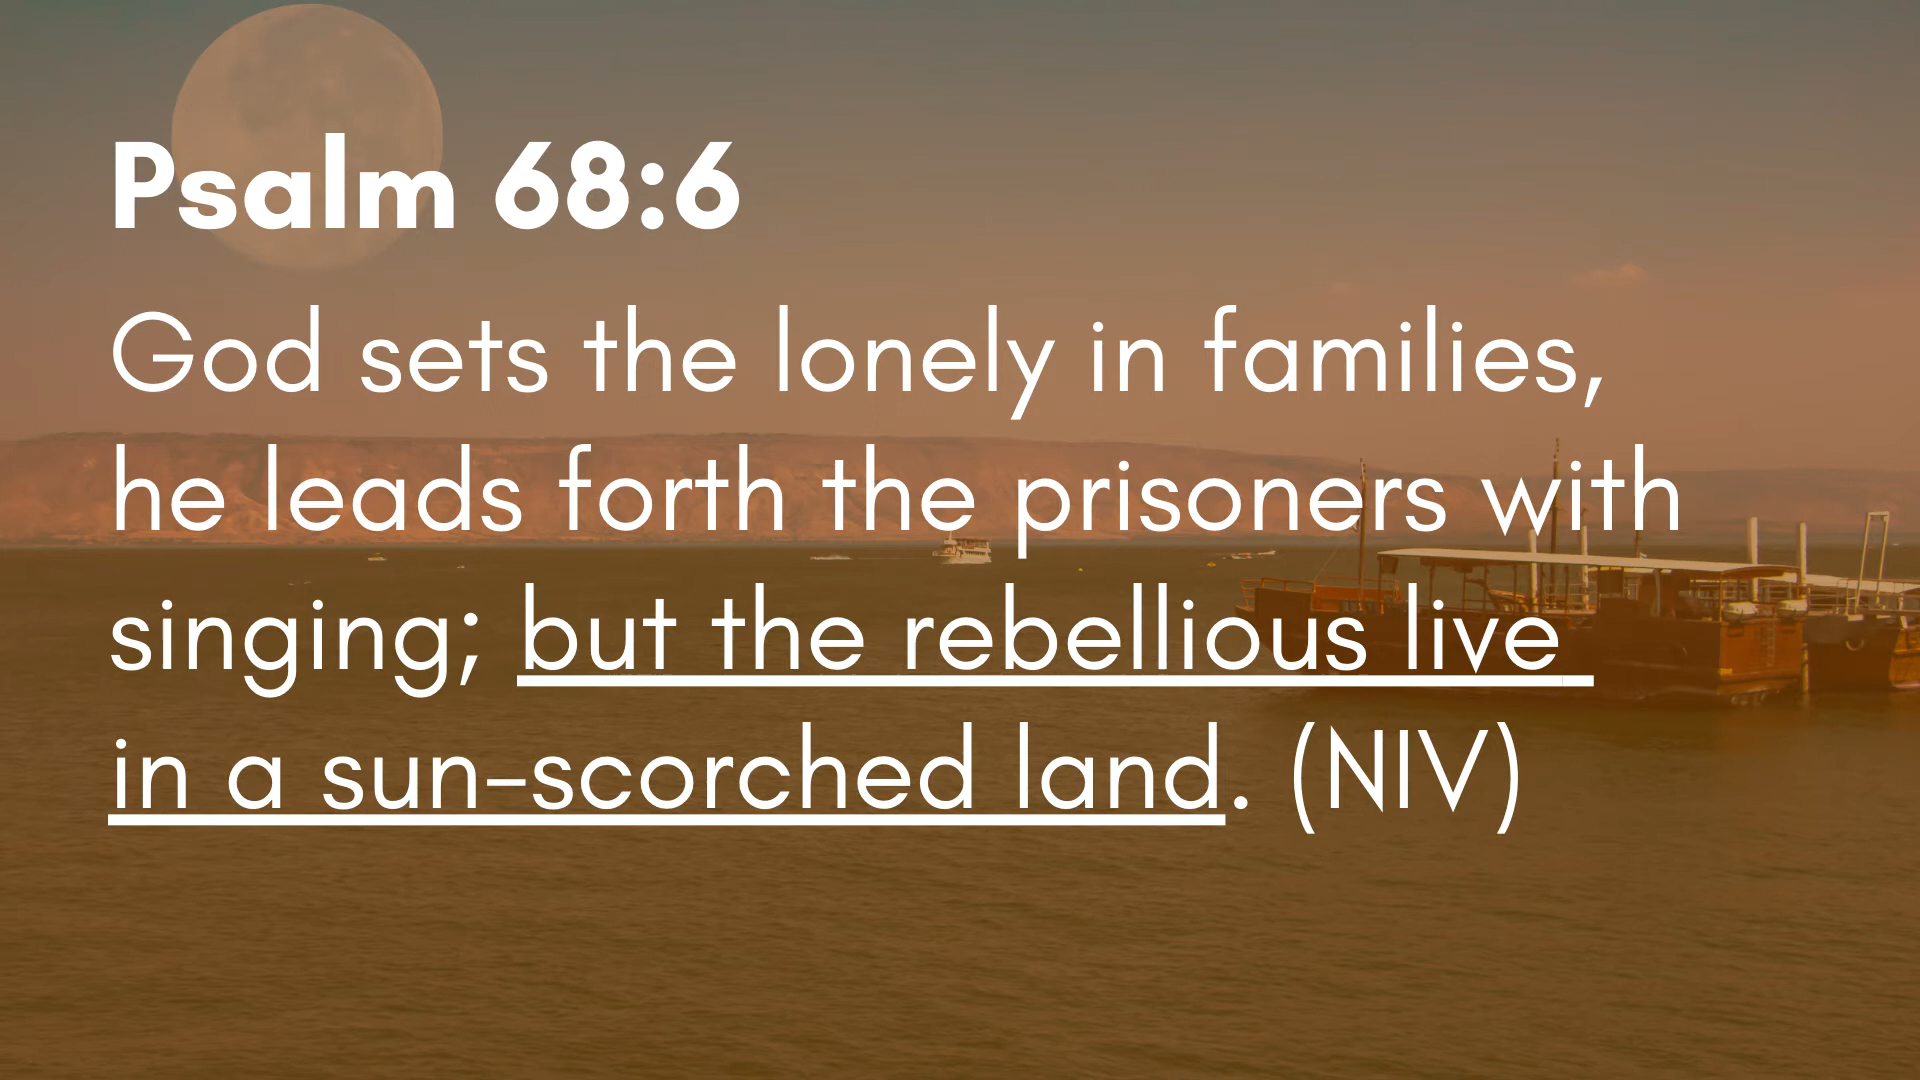 Psalm 68:6
God sets the lonely in families,
he leads forth the prisoners with
singing; but the rebellious live
in a sun-scorched land. (NIV)